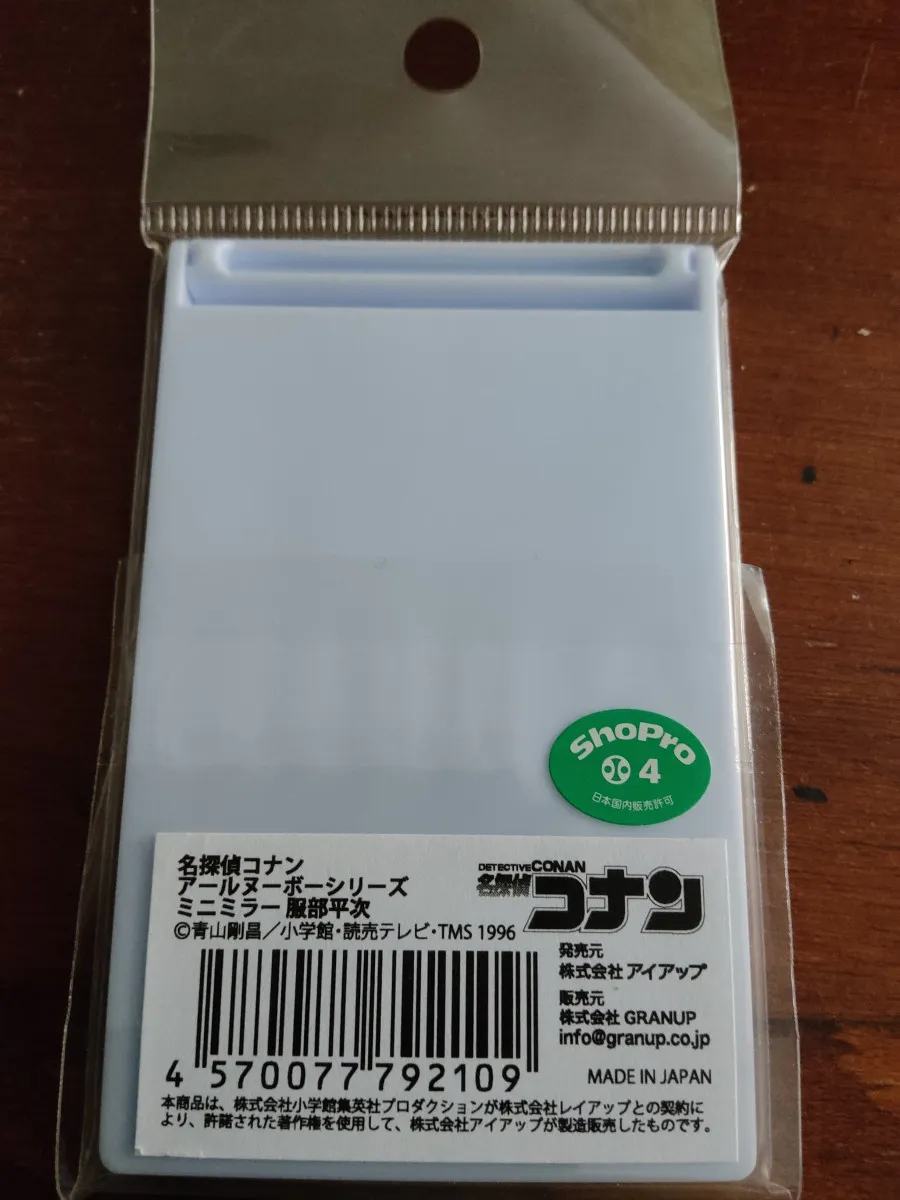 ShoPro
4
日本国内販売許可
名探偵コナン
アールヌーボーシリーズ
ミニミラー 服部平次
©青山剛昌／小学館・読売テレビ・TMS 1996
DETECTIVE CONAN
名探偵
コナン
発売元
株式会社 アイアップ
販売元
株式会社 GRANUP
info@granup.co.jp
4 570077 792109
MADE IN JAPAN
本商品は、株式会社小学館集英社プロダクションが株式会社レイアップとの契約に
より、許諾された著作権を使用して、株式会社アイアップが製造販売したものです。